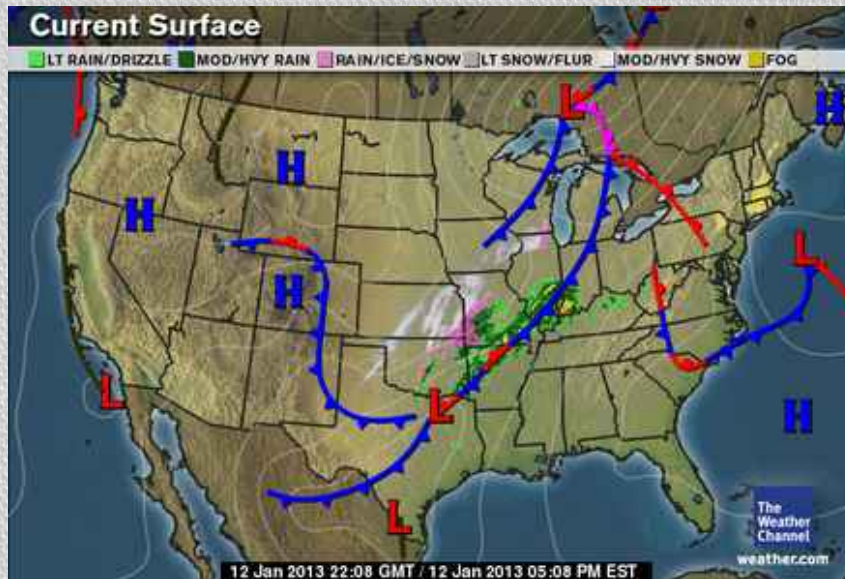 Current Surface
LT RAIN/DRIZZLE MOD/HVY RAIN RAIN/ICE/SNOW LT SNOW/FLUR MOD/HVY SNOW FOG
L
H
H
H
H
L
L
L
H
L
The
Weather
Channel
weather.com
12 Jan 2013 22:08 GMT / 12 Jan 2013 05:08 PM EST